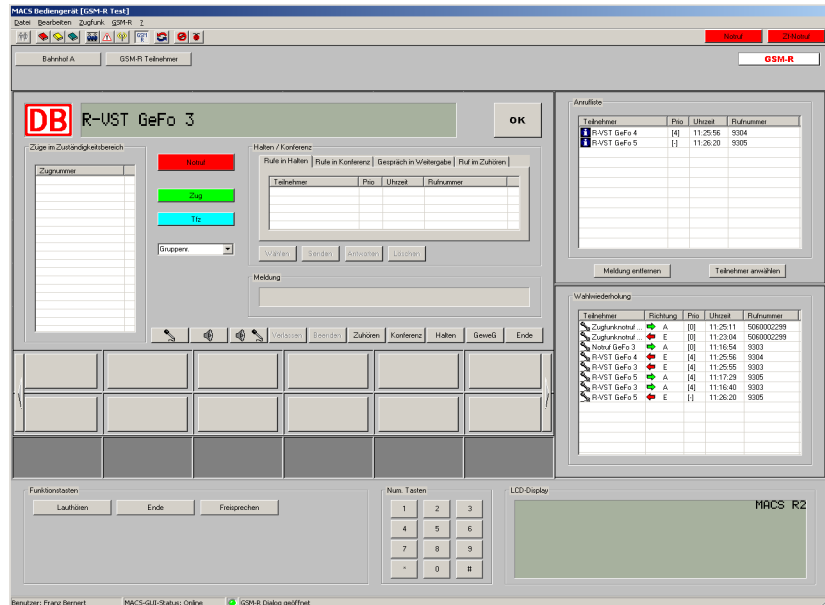 MACS Bediengerät [GSM-R Test]
Datei Bearbeiten Zugfunk GSM-R ?
Notruf ZF-Notruf
Bahnhof A GSM-R Teilnehmer GSM-R
DB R-VST GeFo 3 OK
Züge im Zuständigkeitsbereich
Zugnummer
Notruf
Zug
Tfz
Gruppennr.
Halten / Konferenz
Rufe in Halten Rufe in Konferenz Gespräch in Weitergabe Ruf im Zuhören
Teilnehmer Prio Uhrzeit Rufnummer
Wählen Senden Antworten Löschen
Meldung
Verlassen Beenden Zuhören Konferenz Halten GeweG Ende
Anrufliste
Teilnehmer Prio Uhrzeit Rufnummer
R-VST GeFo 4 [4] 11:25:56 9304
R-VST GeFo 5 [-] 11:26:20 9305
Meldung entfernen Teilnehmer anwählen
Wahlwiederholung
Teilnehmer Richtung Prio Uhrzeit Rufnummer
Zugfunknotruf ... A [0] 11:25:11 5060002299
Zugfunknotruf ... E [0] 11:23:04 5060002299
Notruf GeFo 3 A [0] 11:16:54 9303
R-VST GeFo 4 E [4] 11:25:56 9304
R-VST GeFo 3 E [4] 11:25:55 9303
R-VST GeFo 5 A [4] 11:17:29 9305
R-VST GeFo 3 A [4] 11:16:40 9303
R-VST GeFo 5 E [-] 11:26:20 9305
Funktionstasten
Lauthören Ende Freisprechen
Num. Tasten
1 2 3
4 5 6
7 8 9
* 0 #
LCD-Display
MACS R2
Benutzer: Franz Bernert MACS-GUI-Status: Online GSM-R Dialog geöffnet